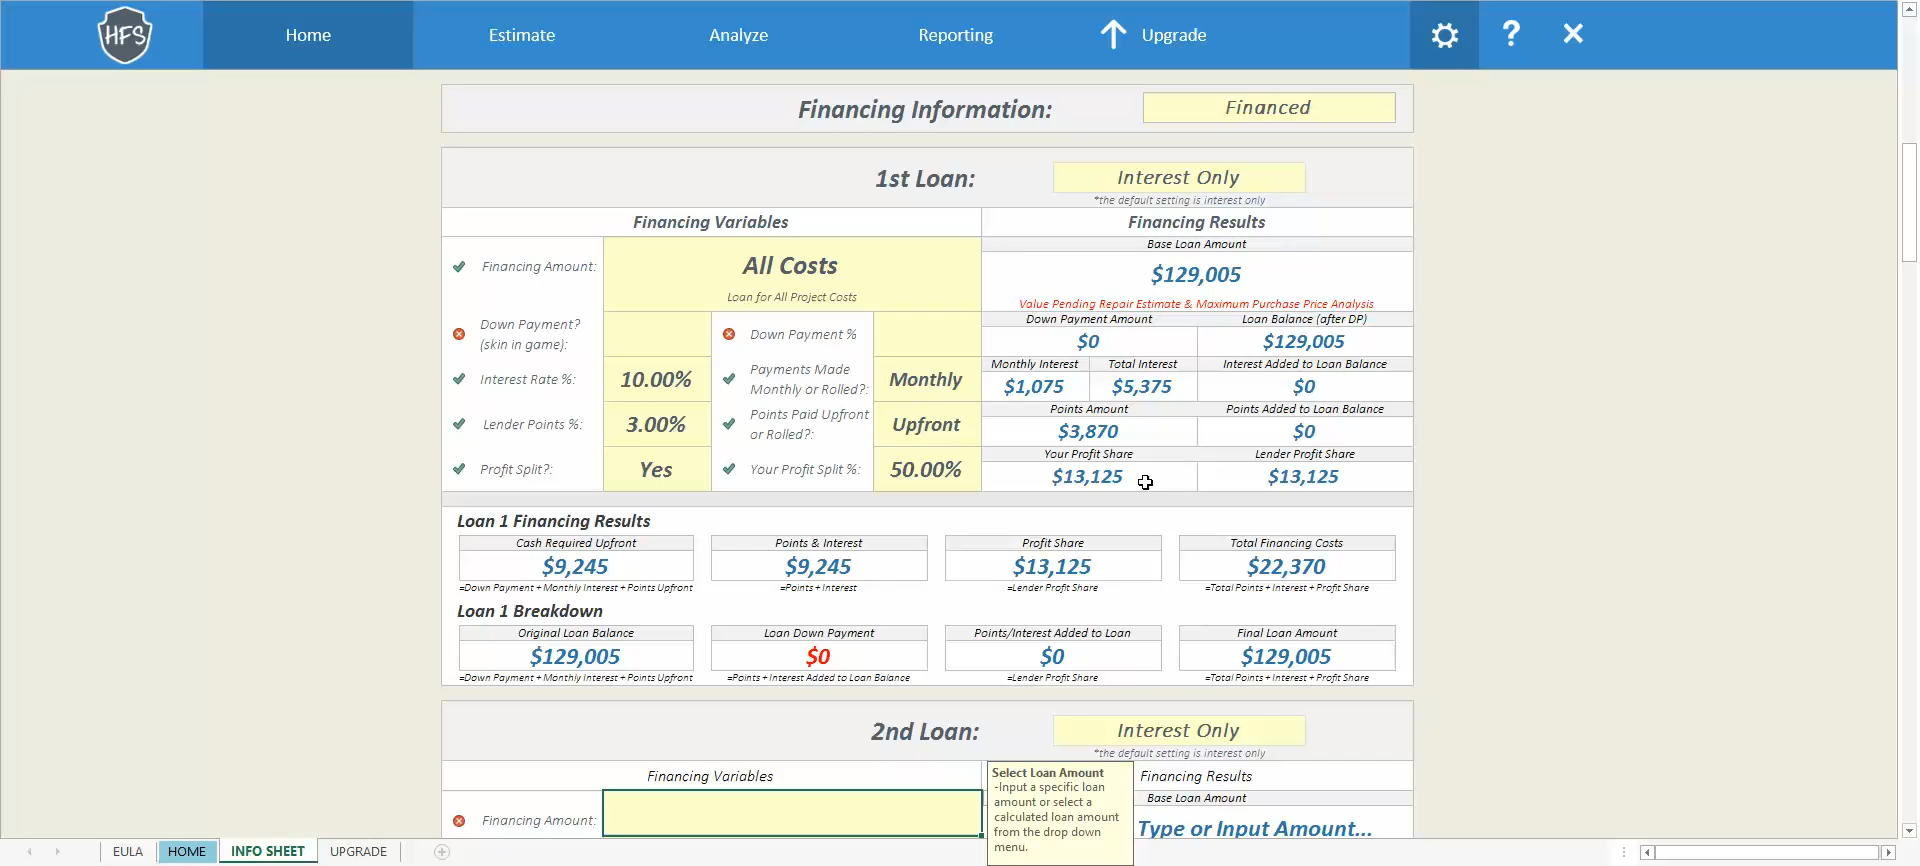 HFS
Home
Estimate
Analyze
Reporting
Upgrade
?
Financing Information:
Financed
1st Loan:
Interest Only
*the default setting is interest only
Financing Variables
Financing Results
Financing Amount:
All Costs
Loan for All Project Costs
Base Loan Amount
$129,005
Value Pending Repair Estimate & Maximum Purchase Price Analysis
Down Payment?
(skin in game):
Down Payment %
Down Payment Amount
Loan Balance (after DP)
$0
$129,005
Interest Rate %:
10.00%
Payments Made
Monthly or Rolled?:
Monthly
Monthly Interest
Total Interest
Interest Added to Loan Balance
$1,075
$5,375
$0
Lender Points %:
3.00%
Points Paid Upfront
or Rolled?:
Upfront
Points Amount
Points Added to Loan Balance
$3,870
$0
Profit Split?:
Yes
Your Profit Split %:
50.00%
Your Profit Share
Lender Profit Share
$13,125
$13,125
Loan 1 Financing Results
Cash Required Upfront
Points & Interest
Profit Share
Total Financing Costs
$9,245
$9,245
$13,125
$22,370
=Down Payment + Monthly Interest + Points Upfront
=Points + Interest
=Lender Profit Share
=Total Points + Interest + Profit Share
Loan 1 Breakdown
Original Loan Balance
Loan Down Payment
Points/Interest Added to Loan
Final Loan Amount
$129,005
$0
$0
$129,005
=Down Payment + Monthly Interest + Points Upfront
=Points + Interest Added to Loan Balance
=Lender Profit Share
=Total Points + Interest + Profit Share
2nd Loan:
Interest Only
*the default setting is interest only
Financing Variables
Financing Results
Financing Amount:
Select Loan Amount
-Input a specific loan
amount or select a
calculated loan amount
from the drop down
menu.
Base Loan Amount
Type or Input Amount...
EULA
HOME
INFO SHEET
UPGRADE